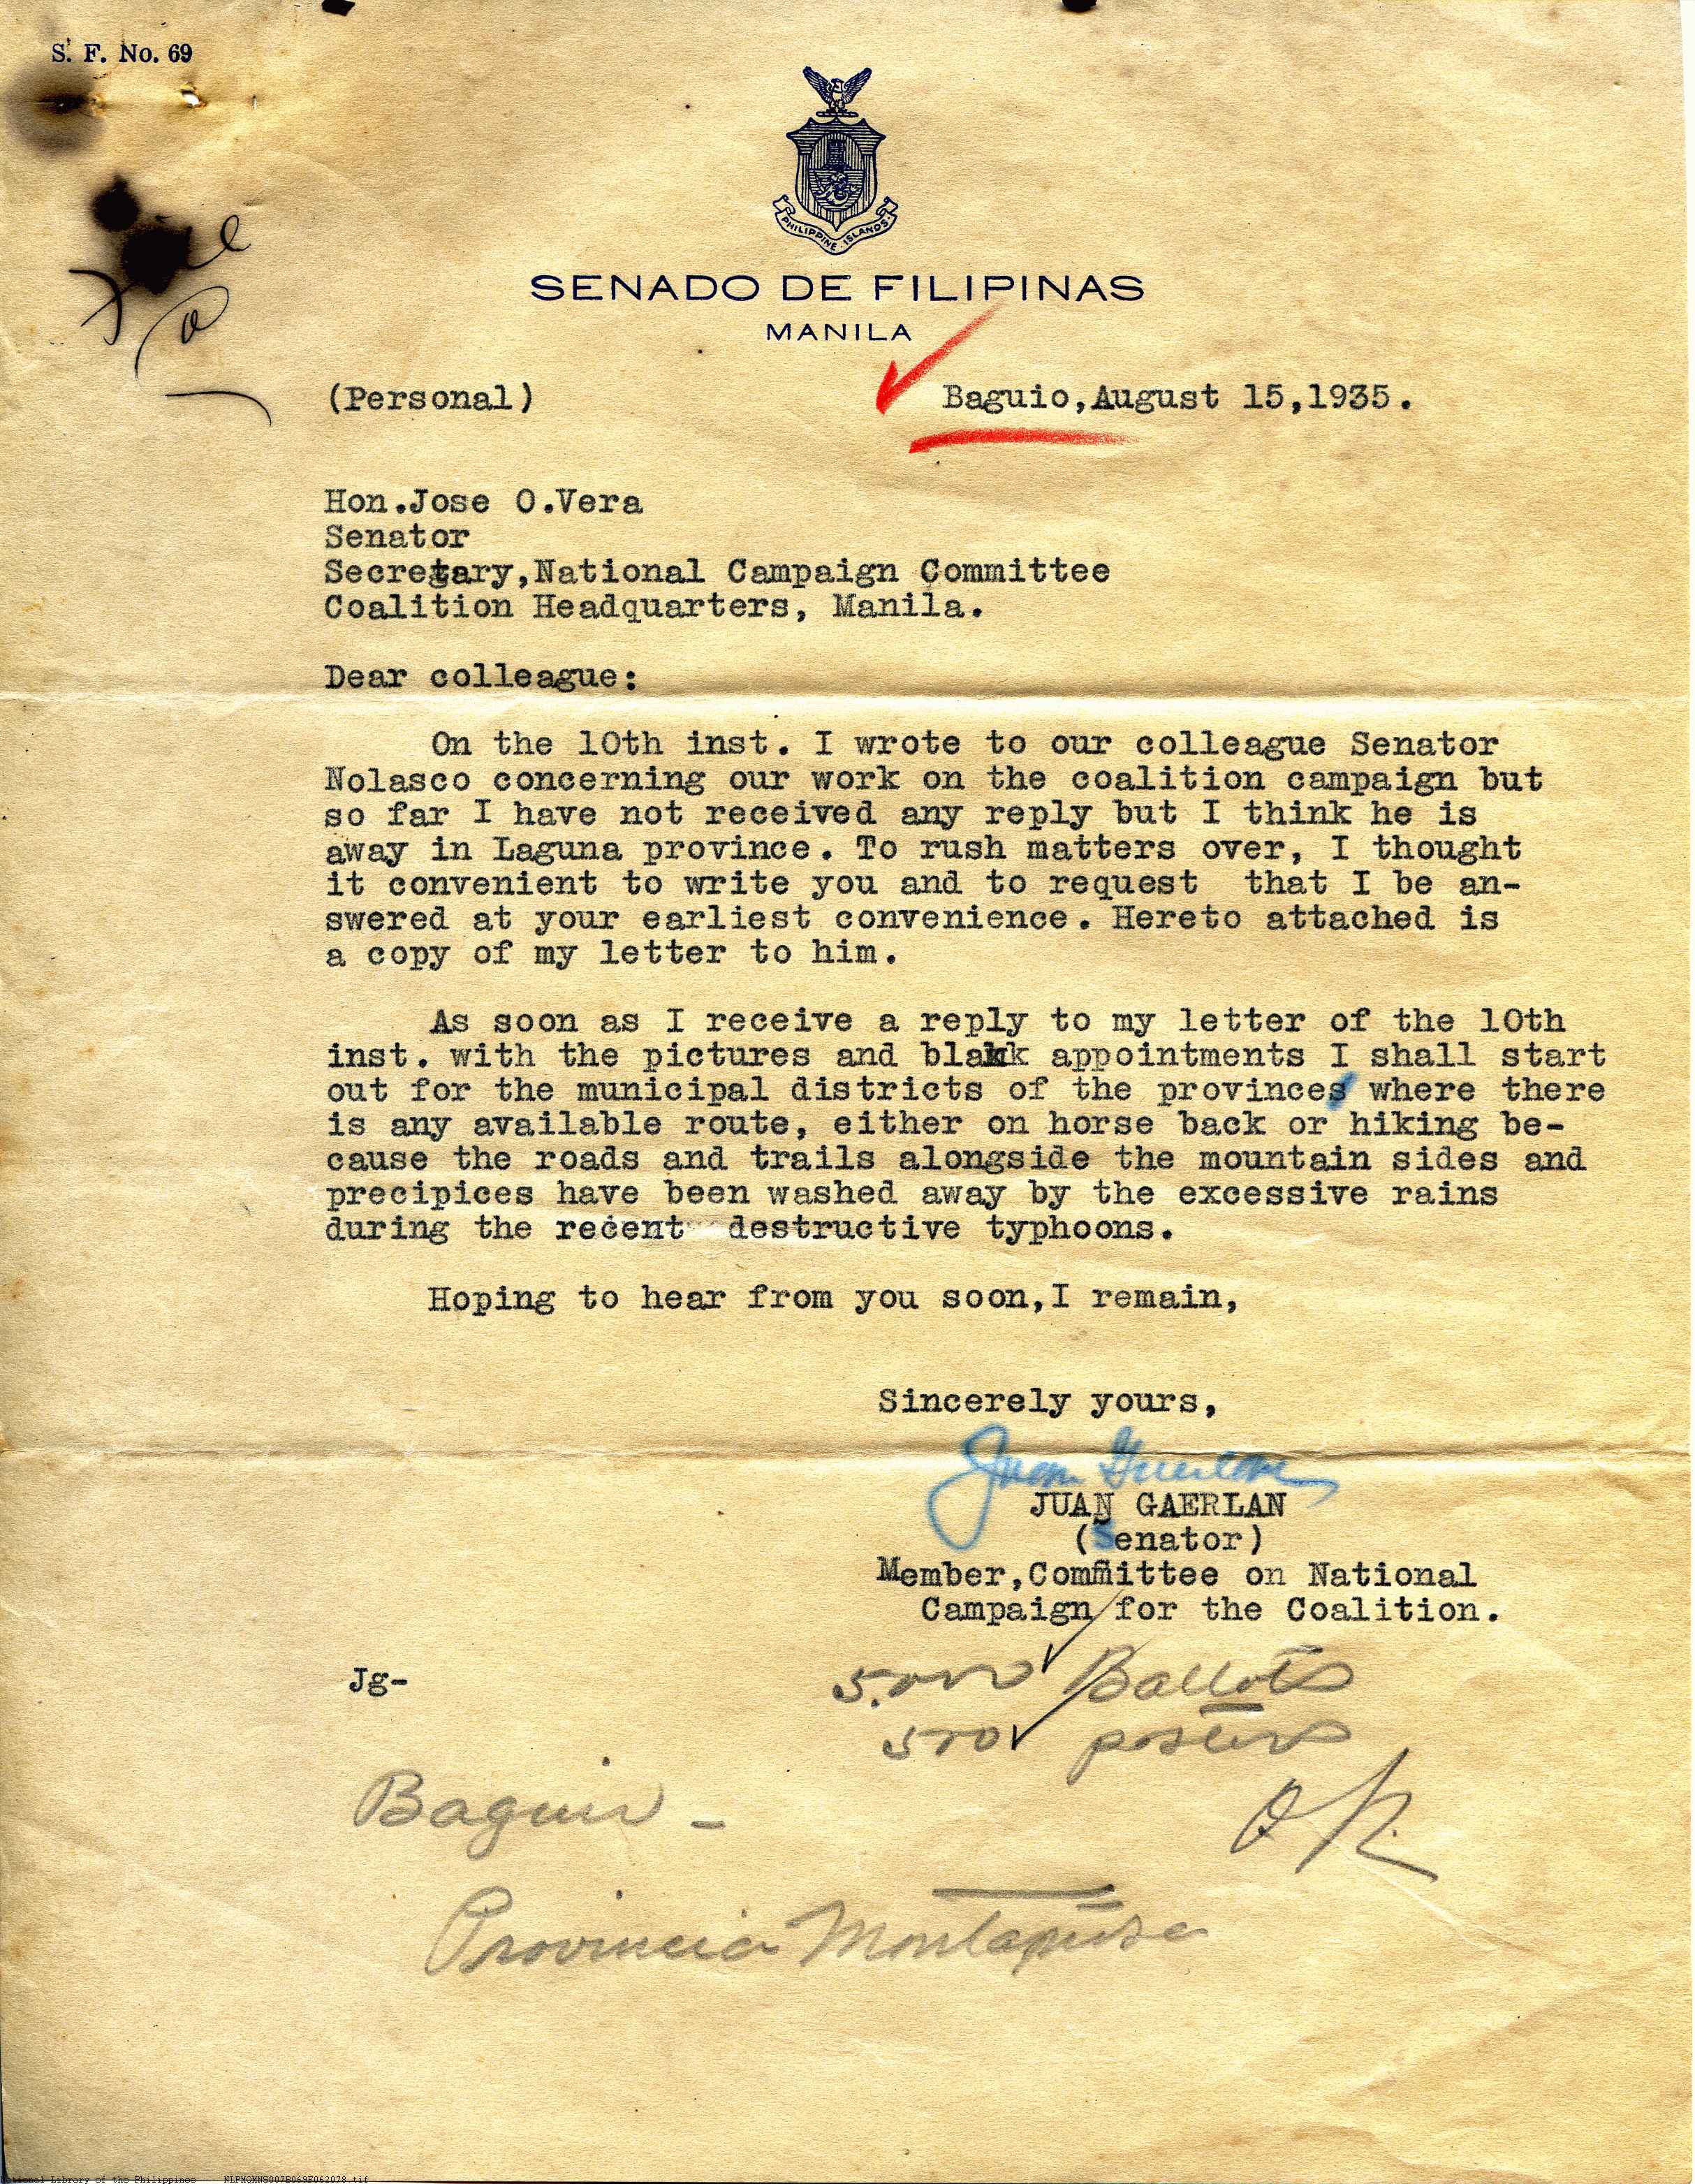 S. F. No. 69
PHILIPPINE ISLANDS
SENADO DE FILIPINAS
MANILA
(Personal)
Baguio,August 15,1935.
Hon.Jose O.Vera
Senator
Secretary,National Campaign Committee
Coalition Headquarters, Manila.
Dear colleague:
On the 10th inst. I wrote to our colleague Senator
Nolasco concerning our work on the coalition campaign but
so far I have not received any reply but I think he is
away in Laguna province. To rush matters over, I thought
it convenient to write you and to request that I be an-
swered at your earliest convenience. Hereto attached is
a copy of my letter to him.
As soon as I receive a reply to my letter of the 10th
inst. with the pictures and blank appointments I shall start
out for the municipal districts of the provinces where there
is any available route, either on horse back or hiking be-
cause the roads and trails alongside the mountain sides and
precipices have been washed away by the excessive rains
during the recent destructive typhoons.
Hoping to hear from you soon,I remain,
Sincerely yours,
Juan Gaerlan
JUAN GAERLAN
(Senator)
Member,Committee on National
Campaign for the Coalition.
Jg-
5.000 Ballots
500 posters
OK
Baguio -
Provincia Montañosa
National Library of the Philippines NLPMQMNS007B069F062078.tif